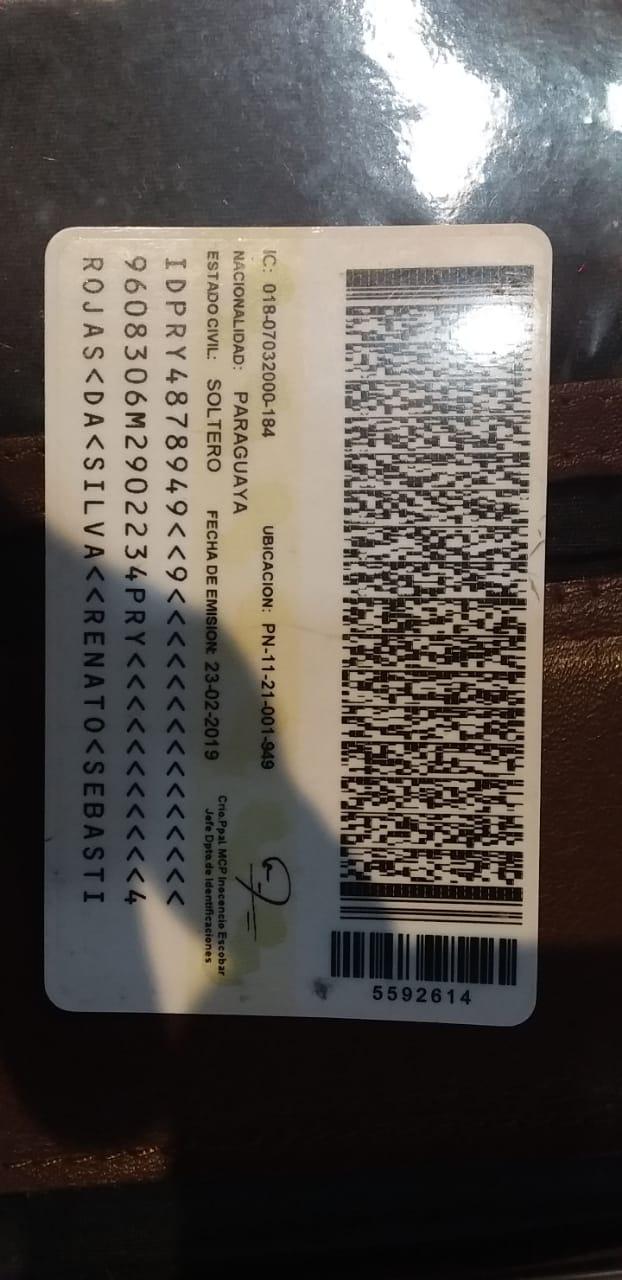 5592614
IC: 018-07032000-184 UBICACION: PN-11-21-001-949
NACIONALIDAD: PARAGUAYA
ESTADO CIVIL: SOLTERO FECHA DE EMISION: 23-02-2019
Crio.Ppal. MCP Inocencio Escobar
Jefe Dpto.de Identificaciones
IDPRY4878949<<9<<<<<<<<<<<<<<<
9608306M2902234PRY<<<<<<<<<<<4
ROJAS<DA<SILVA<<RENATO<SEBASTI